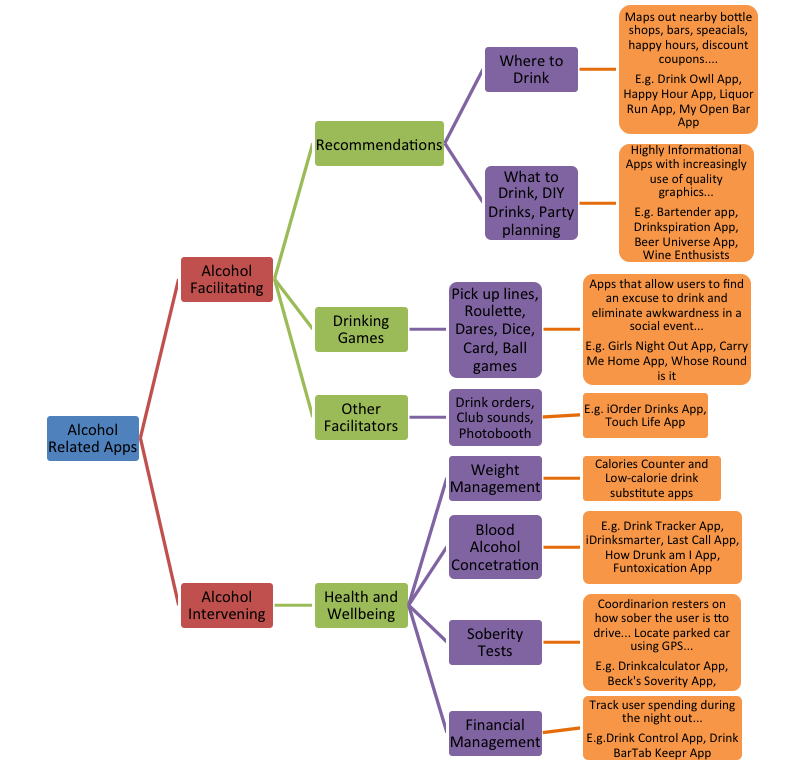 Alcohol
Related Apps
Alcohol
Facilitating
Recommendations
Where to
Drink
Maps out nearby bottle
shops, bars, speacials,
happy hours, discount
coupons....
E.g. Drink Owll App,
Happy Hour App, Liquor
Run App, My Open Bar
App
What to
Drink, DIY
Drinks, Party
planning
Highly Informational
Apps with increasingly
use of quality
graphics...
E.g. Bartender app,
Drinkspiration App,
Beer Universe App,
Wine Enthusists
Drinking
Games
Pick up lines,
Roulette,
Dares, Dice,
Card, Ball
games
Apps that allow users to find
an excuse to drink and
eliminate awkwardness in a
social event...
E.g. Girls Night Out App, Carry
Me Home App, Whose Round
is it
Other
Facilitators
Drink orders,
Club sounds,
Photobooth
E.g. iOrder Drinks App,
Touch Life App
Alcohol
Intervening
Health and
Wellbeing
Weight
Management
Calories Counter and
Low-calorie drink
substitute apps
Blood
Alcohol
Concetration
E.g. Drink Tracker App,
iDrinksmarter, Last Call App,
How Drunk am I App,
Funtoxication App
Soberity
Tests
Coordinarion resters on
how sober the user is tto
drive... Locate parked car
using GPS...
E.g. Drinkcalculator App,
Beck's Soverity App,
Financial
Management
Track user spending during
the night out...
E.g.Drink Control App, Drink
BarTab Keepr App